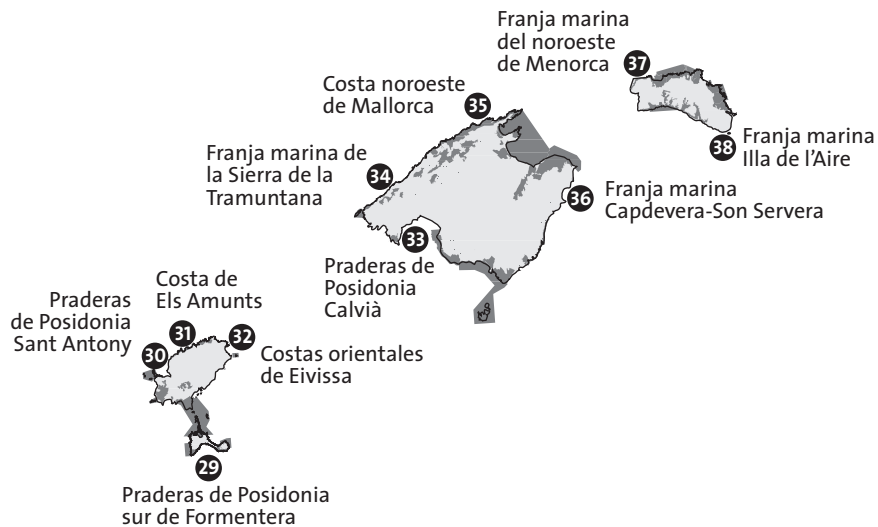 Franja marina
del noroeste
de Menorca
37
Costa noroeste
de Mallorca
35
38
Franja marina
Illa de l'Aire
Franja marina de
la Sierra de la
Tramuntana
34
36
Franja marina
Capdevera-Son Servera
33
Praderas de
Posidonia
Calvià
Costa de
Els Amunts
31
Praderas
de Posidonia
Sant Antony
30
32
Costas orientales
de Eivissa
29
Praderas de Posidonia
sur de Formentera